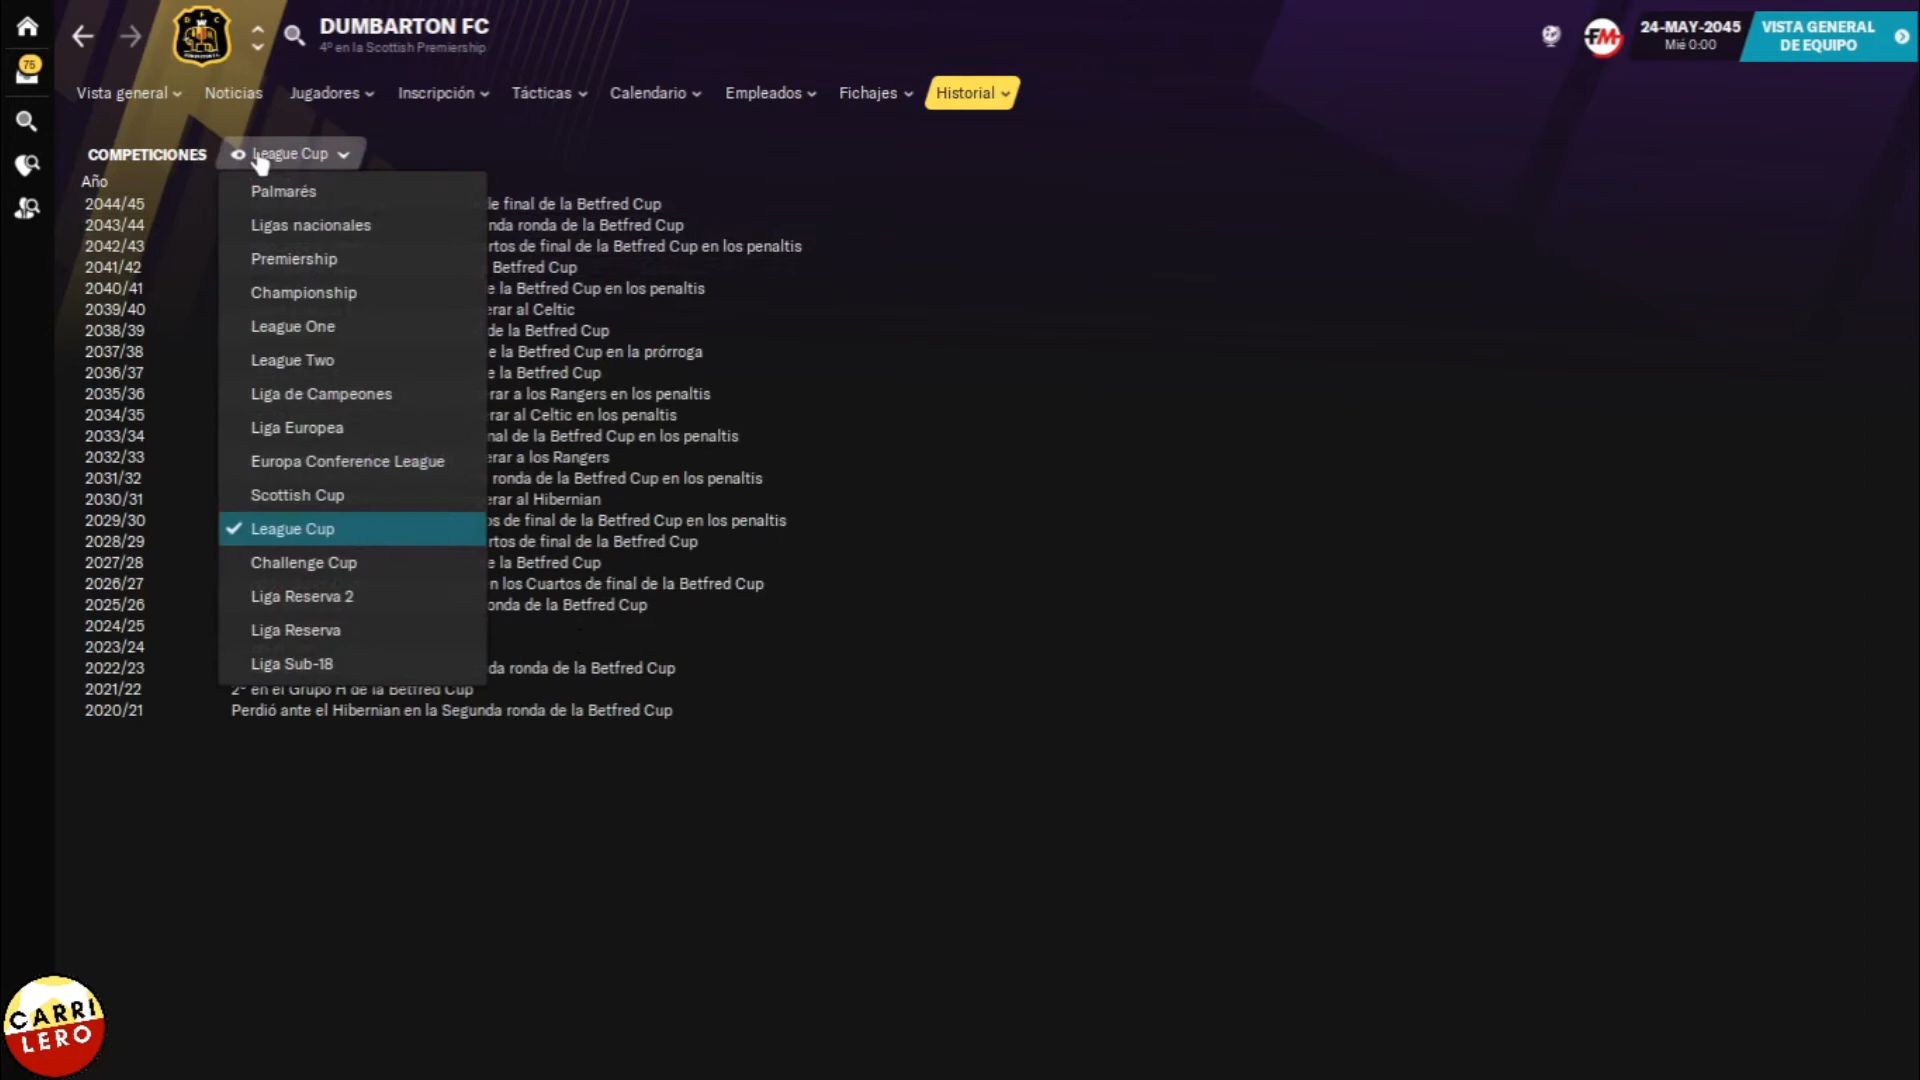 DUMBARTON FC
4º en la Scottish Premiership
24-MAY-2045
Mié 0:00
VISTA GENERAL
DE EQUIPO
75
Vista general
Noticias
Jugadores
Inscripción
Tácticas
Calendario
Empleados
Fichajes
Historial
COMPETICIONES
League Cup
Año
Palmarés
Ligas nacionales
Premiership
Championship
League One
League Two
Liga de Campeones
Liga Europea
Europa Conference League
Scottish Cup
League Cup
Challenge Cup
Liga Reserva 2
Liga Reserva
Liga Sub-18
2044/45 de final de la Betfred Cup
2043/44 ronda de la Betfred Cup
2042/43 de final de la Betfred Cup en los penaltis
2041/42 Betfred Cup
2040/41 la Betfred Cup en los penaltis
2039/40 al Celtic
2038/39 de la Betfred Cup
2037/38 la Betfred Cup en la prórroga
2036/37 la Betfred Cup
2035/36 a los Rangers en los penaltis
2034/35 al Celtic en los penaltis
2033/34 de la Betfred Cup en los penaltis
2032/33 a los Rangers
2031/32 ronda de la Betfred Cup en los penaltis
2030/31 al Hibernian
2029/30 de final de la Betfred Cup en los penaltis
2028/29 de final de la Betfred Cup
2027/28 la Betfred Cup
2026/27 los Cuartos de final de la Betfred Cup
2025/26 de la Betfred Cup
2024/25
2023/24
2022/23 ronda de la Betfred Cup
2021/22 2º en el Grupo H de la Betfred Cup
2020/21 Perdió ante el Hibernian en la Segunda ronda de la Betfred Cup
FM
CARRI
LERO